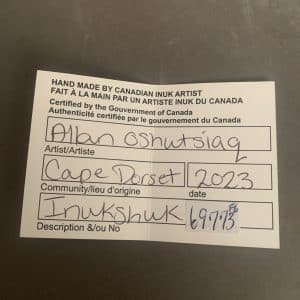 HAND MADE BY CANADIAN INUK ARTIST
FAIT À LA MAIN PAR UN ARTISTE INUK DU CANADA
Certified by the Government of Canada
Authenticité certifiée par le gouvernement du Canada
Allan Oshutsiaq
Artist/Artiste
Cape Dorset 2023
Community/lieu d'origine date
Inukshuk 69773
Description &/ou No